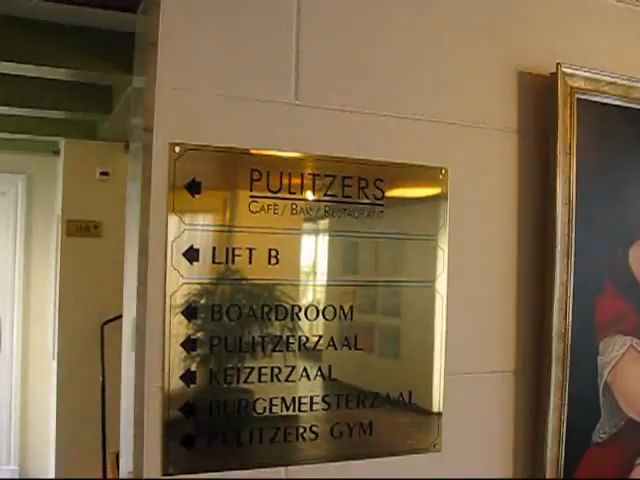 PULITZERS
CAFÉ / BAR / RESTAURANT
LIFT B
BOARDROOM
PULITZERZAAL
KEIZERZAAL
BURGEMEESTERZAAL
PULITZERS GYM